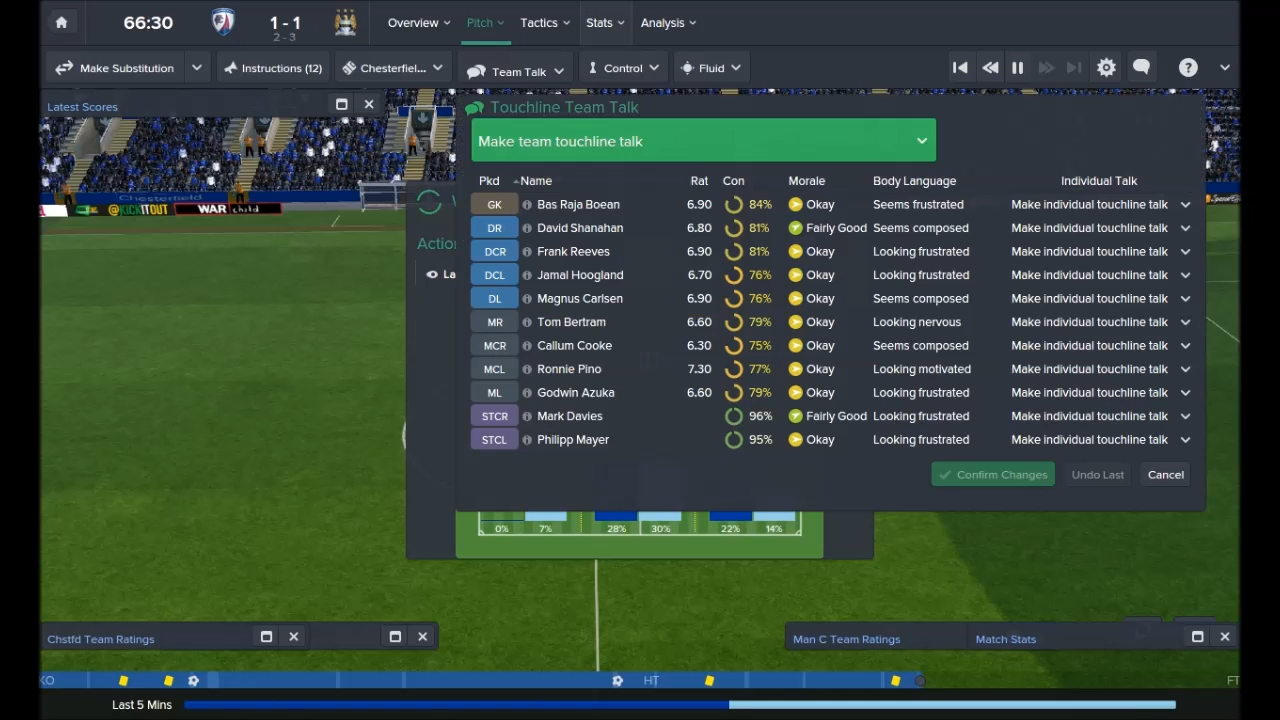 66:30
1 - 1
2 - 3
Overview Pitch Tactics Stats Analysis
Make Substitution Instructions (12) Chesterfiel... Team Talk Control Fluid ?
Latest Scores
Touchline Team Talk
Make team touchline talk
Pkd Name Rat Con Morale Body Language Individual Talk
GK Bas Raja Boean 6.90 84% Okay Seems frustrated Make individual touchline talk
DR David Shanahan 6.80 81% Fairly Good Seems composed Make individual touchline talk
DCR Frank Reeves 6.90 81% Okay Looking frustrated Make individual touchline talk
DCL Jamal Hoogland 6.70 76% Okay Looking frustrated Make individual touchline talk
DL Magnus Carlsen 6.90 76% Okay Seems composed Make individual touchline talk
MR Tom Bertram 6.60 79% Okay Looking nervous Make individual touchline talk
MCR Callum Cooke 6.30 75% Okay Seems composed Make individual touchline talk
MCL Ronnie Pino 7.30 77% Okay Looking motivated Make individual touchline talk
ML Godwin Azuka 6.60 79% Okay Looking frustrated Make individual touchline talk
STCR Mark Davies 96% Fairly Good Looking frustrated Make individual touchline talk
STCL Philipp Mayer 95% Okay Looking frustrated Make individual touchline talk
Confirm Changes Undo Last Cancel
Chesterfield
@KICKITOUT WAR child
Actio
La
0% 7% 28% 30% 22% 14%
Chstfd Team Ratings
Man C Team Ratings Match Stats
KO HT FT
Last 5 Mins